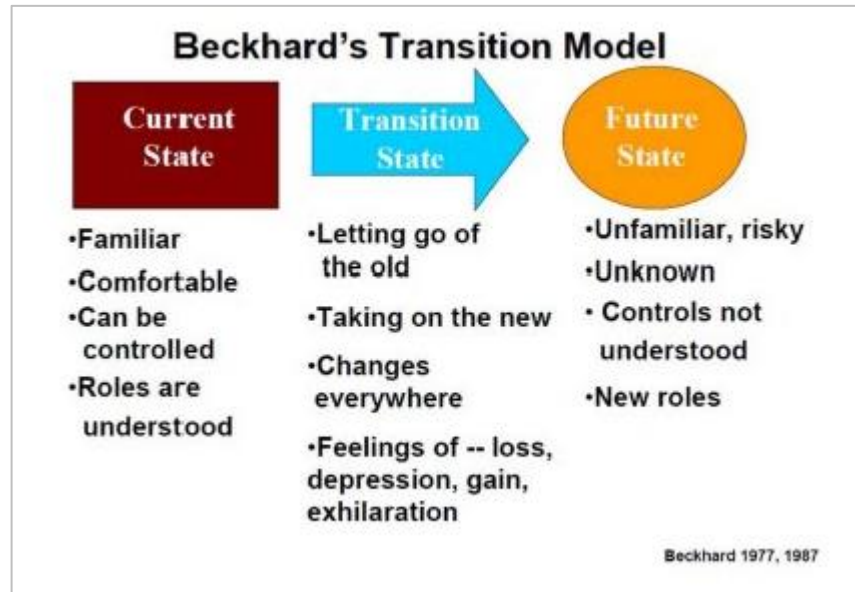 Beckhard's Transition Model
Current
State
•Familiar
•Comfortable
•Can be
controlled
•Roles are
understood
Transition
State
•Letting go of
the old
•Taking on the new
•Changes
everywhere
•Feelings of -- loss,
depression, gain,
exhilaration
Future
State
•Unfamiliar, risky
•Unknown
• Controls not
understood
•New roles
Beckhard 1977, 1987